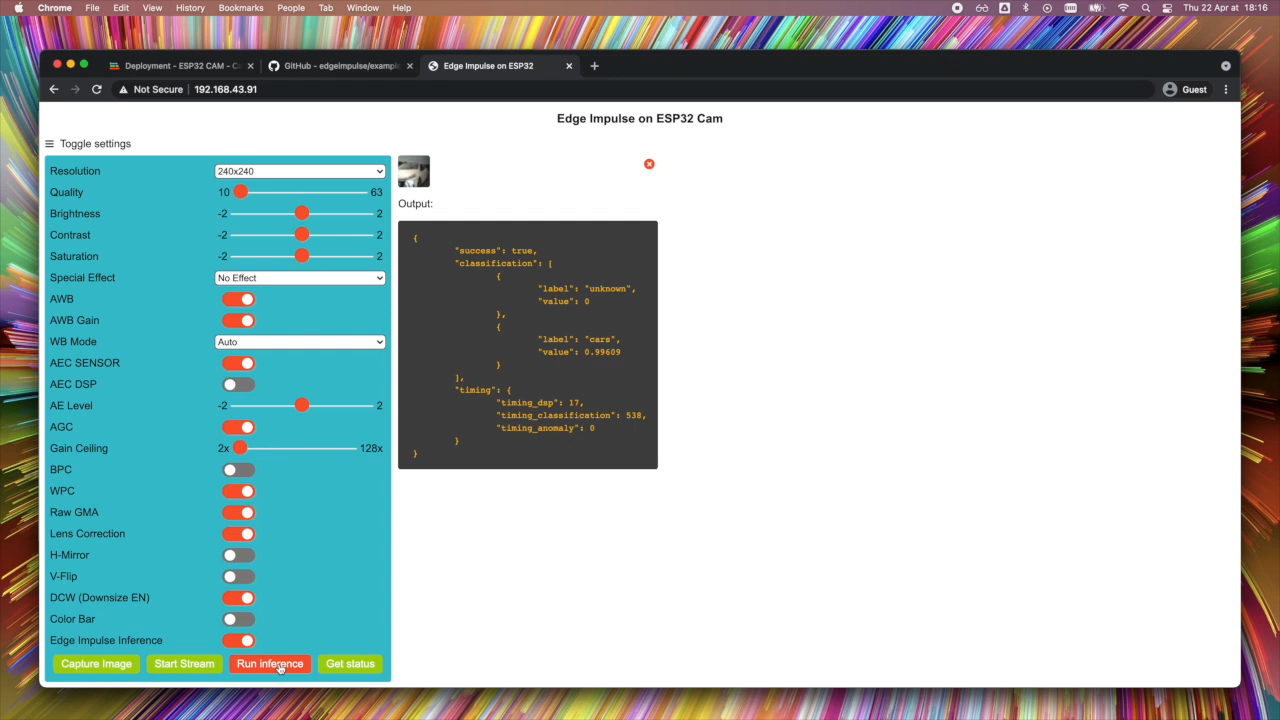 Chrome File Edit View History Bookmarks People Tab Window Help Thu 22 Apr at 18:16
Deployment - ESP32 CAM - C GitHub - edgeimpulse/example Edge Impulse on ESP32
Not Secure 192.168.43.91 Guest
Edge Impulse on ESP32 Cam
Toggle settings
Resolution 240x240
Quality 10 63
Brightness -2 2
Contrast -2 2
Saturation -2 2
Special Effect No Effect
AWB
AWB Gain
WB Mode Auto
AEC SENSOR
AEC DSP
AE Level -2 2
AGC
Gain Ceiling 2x 128x
BPC
WPC
Raw GMA
Lens Correction
H-Mirror
V-Flip
DCW (Downsize EN)
Color Bar
Edge Impulse Inference
Capture Image Start Stream Run inference Get status
Output:
{
"success": true,
"classification": [
{
"label": "unknown",
"value": 0
},
{
"label": "cars",
"value": 0.99609
}
],
"timing": {
"timing_dsp": 17,
"timing_classification": 538,
"timing_anomaly": 0
}
}